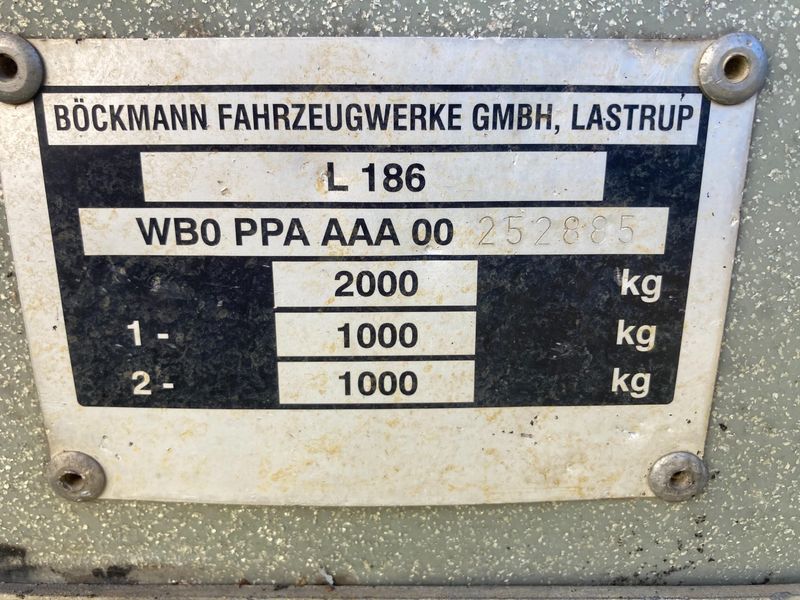 BÖCKMANN FAHRZEUGWERKE GMBH, LASTRUP
L 186
WB0 PPA AAA 00 252885
2000 kg
1 - 1000 kg
2 - 1000 kg